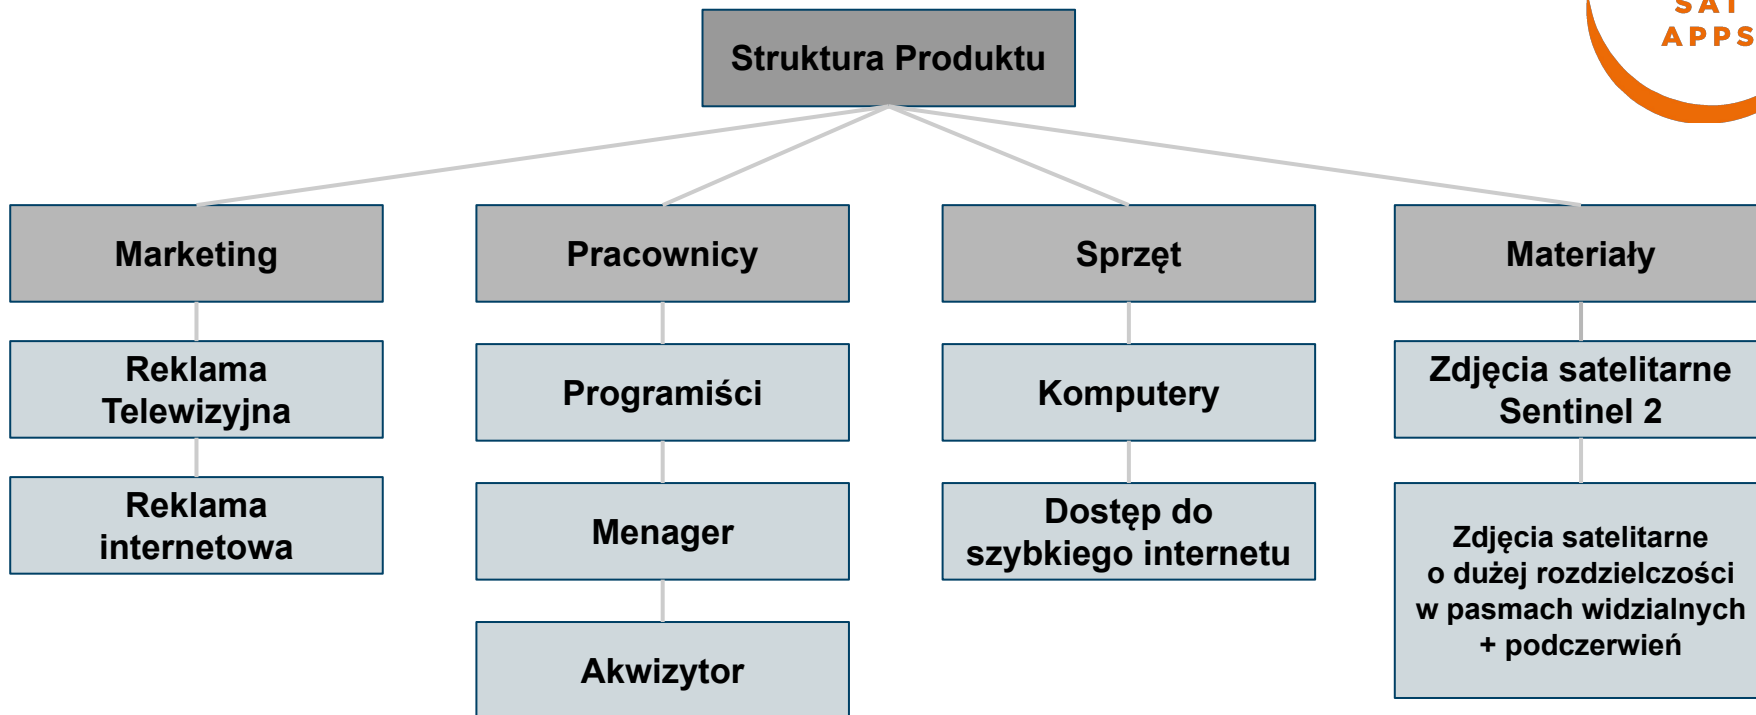 SAT
APPS
Struktura Produktu
Marketing
Pracownicy
Sprzęt
Materiały
Reklama
Telewizyjna
Programiści
Komputery
Zdjęcia satelitarne
Sentinel 2
Reklama
internetowa
Menager
Dostęp do
szybkiego internetu
Zdjęcia satelitarne
o dużej rozdzielczości
w pasmach widzialnych
+ podczerwień
Akwizytor